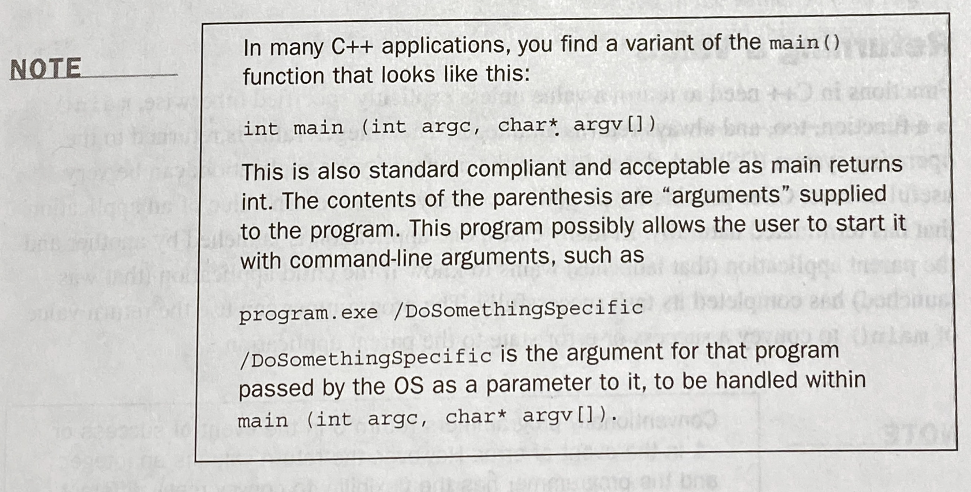 NOTE
In many C++ applications, you find a variant of the main()
function that looks like this:
int main (int argc, char* argv[])
This is also standard compliant and acceptable as main returns
int. The contents of the parenthesis are “arguments” supplied
to the program. This program possibly allows the user to start it
with command-line arguments, such as
program.exe /DoSomethingSpecific
/DoSomethingSpecific is the argument for that program
passed by the OS as a parameter to it, to be handled within
main (int argc, char* argv[]).